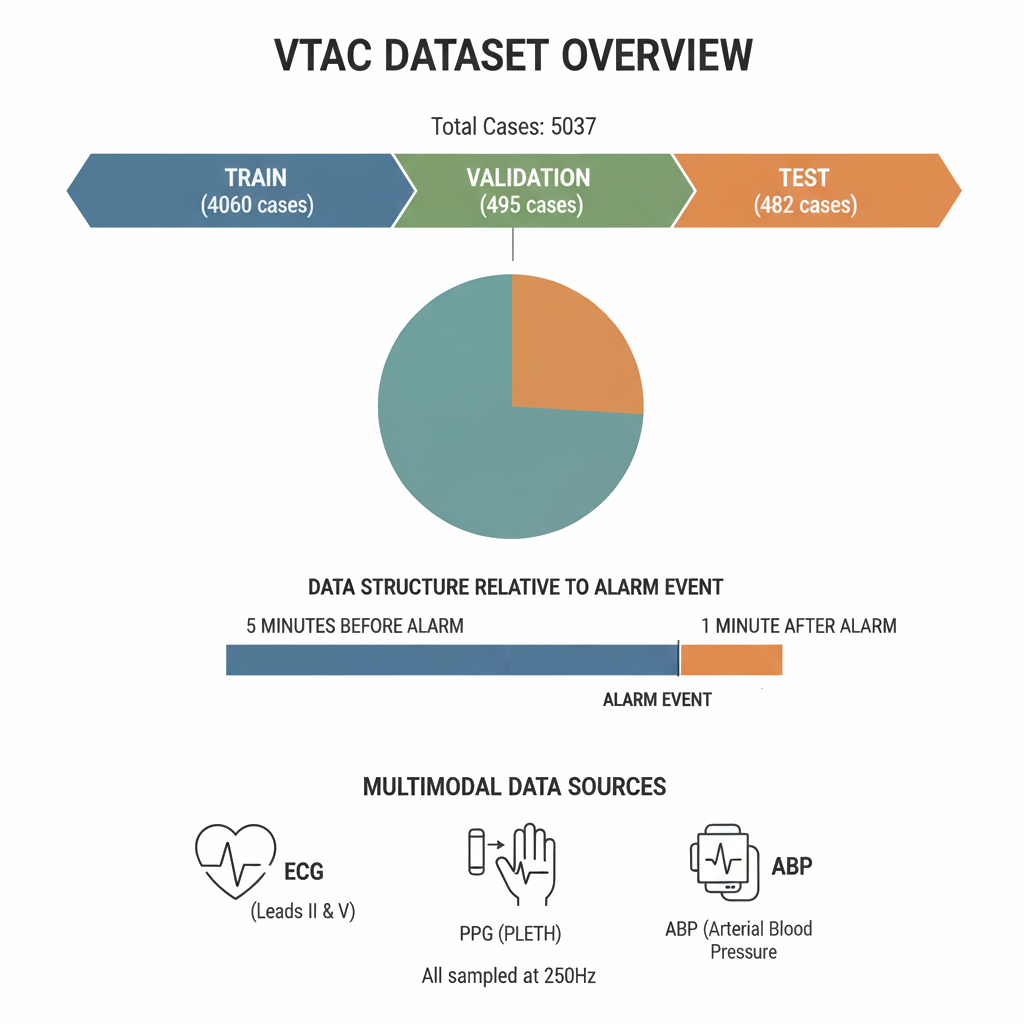 VTAC DATASET OVERVIEW
Total Cases: 5037
TRAIN
(4060 cases)
VALIDATION
(495 cases)
TEST
(482 cases)
DATA STRUCTURE RELATIVE TO ALARM EVENT
5 MINUTES BEFORE ALARM
1 MINUTE AFTER ALARM
ALARM EVENT
MULTIMODAL DATA SOURCES
ECG
(Leads II & V)
PPG (PLETH)
ABP
ABP (Arterial Blood
Pressure
All sampled at 250Hz